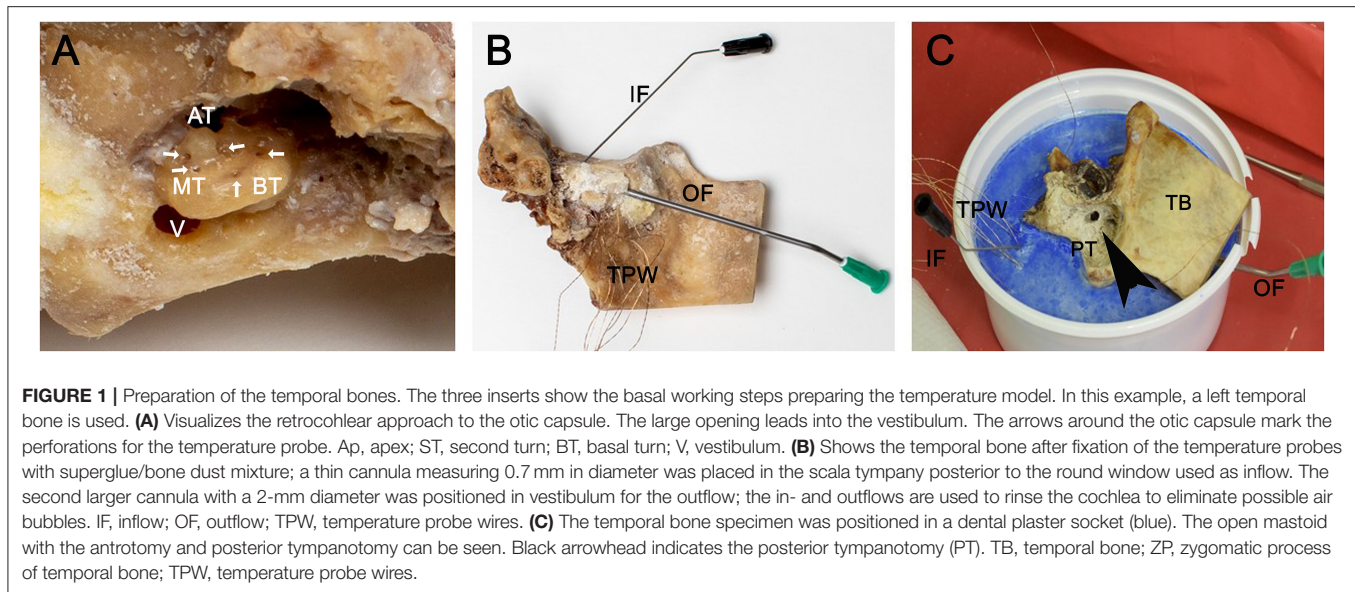 A
AT
MT BT
V
B
IF
OF
TPW
C
TPW
TB
IF
PT
OF
FIGURE 1 | Preparation of the temporal bones. The three inserts show the basal working steps preparing the temperature model. In this example, a left temporal
bone is used. (A) Visualizes the retrocochlear approach to the otic capsule. The large opening leads into the vestibulum. The arrows around the otic capsule mark the
perforations for the temperature probe. Ap, apex; ST, second turn; BT, basal turn; V, vestibulum. (B) Shows the temporal bone after fixation of the temperature probes
with superglue/bone dust mixture; a thin cannula measuring 0.7 mm in diameter was placed in the scala tympany posterior to the round window used as inflow. The
second larger cannula with a 2-mm diameter was positioned in vestibulum for the outflow; the in- and outflows are used to rinse the cochlea to eliminate possible air
bubbles. IF, inflow; OF, outflow; TPW, temperature probe wires. (C) The temporal bone specimen was positioned in a dental plaster socket (blue). The open mastoid
with the antrotomy and posterior tympanotomy can be seen. Black arrowhead indicates the posterior tympanotomy (PT). TB, temporal bone; ZP, zygomatic process
of temporal bone; TPW, temperature probe wires.